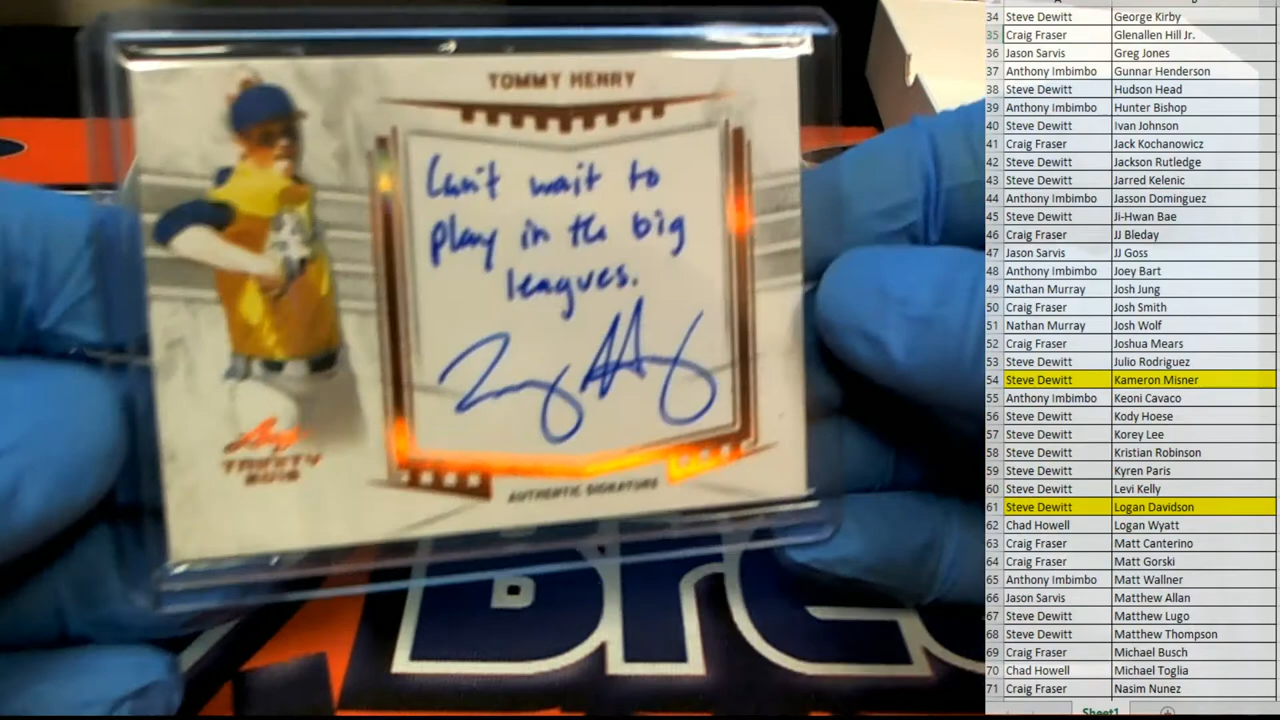 TOMMY HENRY
Can't wait to
play in the big
leagues.
Leaf
TRINITY
2019
AUTHENTIC SIGNATURE
34 Steve Dewitt George Kirby
35 Craig Fraser Glenallen Hill Jr.
36 Jason Sarvis Greg Jones
37 Anthony Imbimbo Gunnar Henderson
38 Steve Dewitt Hudson Head
39 Anthony Imbimbo Hunter Bishop
40 Steve Dewitt Ivan Johnson
41 Craig Fraser Jack Kochanowicz
42 Steve Dewitt Jackson Rutledge
43 Steve Dewitt Jarred Kelenic
44 Anthony Imbimbo Jasson Dominguez
45 Steve Dewitt Ji-Hwan Bae
46 Craig Fraser JJ Bleday
47 Jason Sarvis JJ Goss
48 Anthony Imbimbo Joey Bart
49 Nathan Murray Josh Jung
50 Craig Fraser Josh Smith
51 Nathan Murray Josh Wolf
52 Craig Fraser Joshua Mears
53 Steve Dewitt Julio Rodriguez
54 Steve Dewitt Kameron Misner
55 Anthony Imbimbo Keoni Cavaco
56 Steve Dewitt Kody Hoese
57 Steve Dewitt Korey Lee
58 Steve Dewitt Kristian Robinson
59 Steve Dewitt Kyren Paris
60 Steve Dewitt Levi Kelly
61 Steve Dewitt Logan Davidson
62 Chad Howell Logan Wyatt
63 Craig Fraser Matt Canterino
64 Craig Fraser Matt Gorski
65 Anthony Imbimbo Matt Wallner
66 Jason Sarvis Matthew Allan
67 Steve Dewitt Matthew Lugo
68 Steve Dewitt Matthew Thompson
69 Craig Fraser Michael Busch
70 Chad Howell Michael Toglia
71 Craig Fraser Nasim Nunez
Sheet1